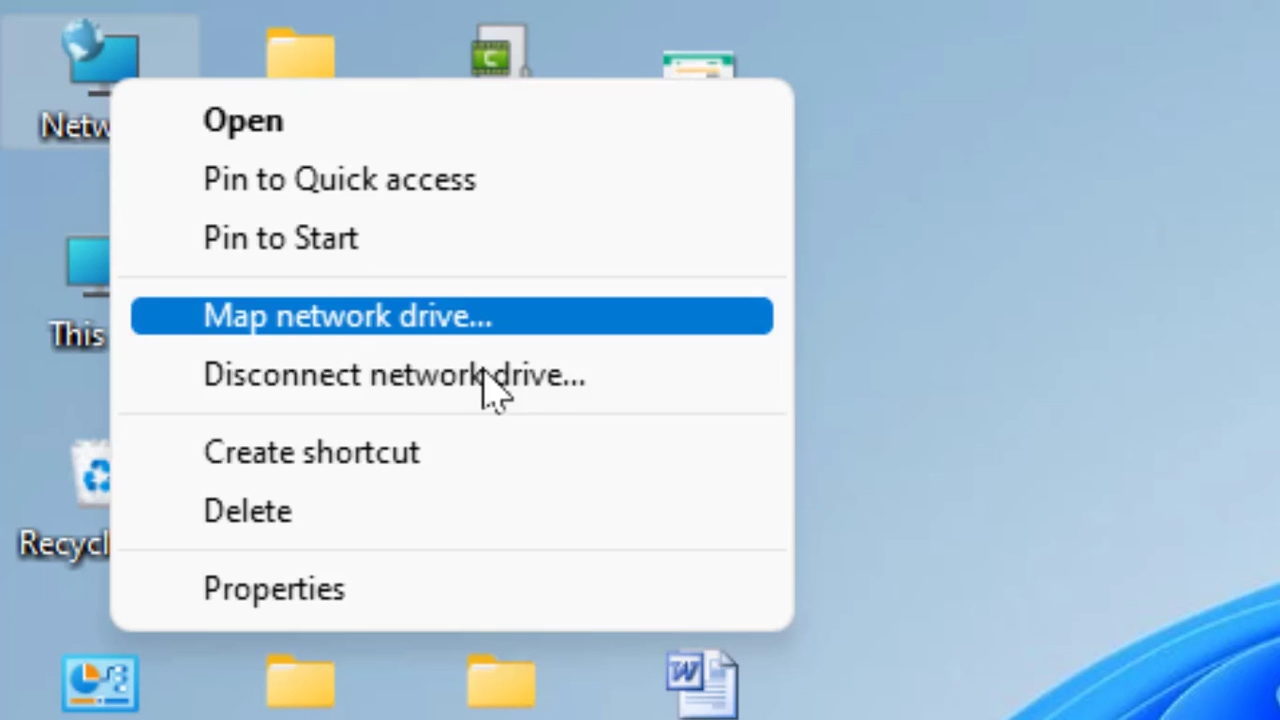 Netw
Open
Pin to Quick access
Pin to Start
Map network drive...
This
Disconnect network drive...
Create shortcut
Delete
Recycl
Properties